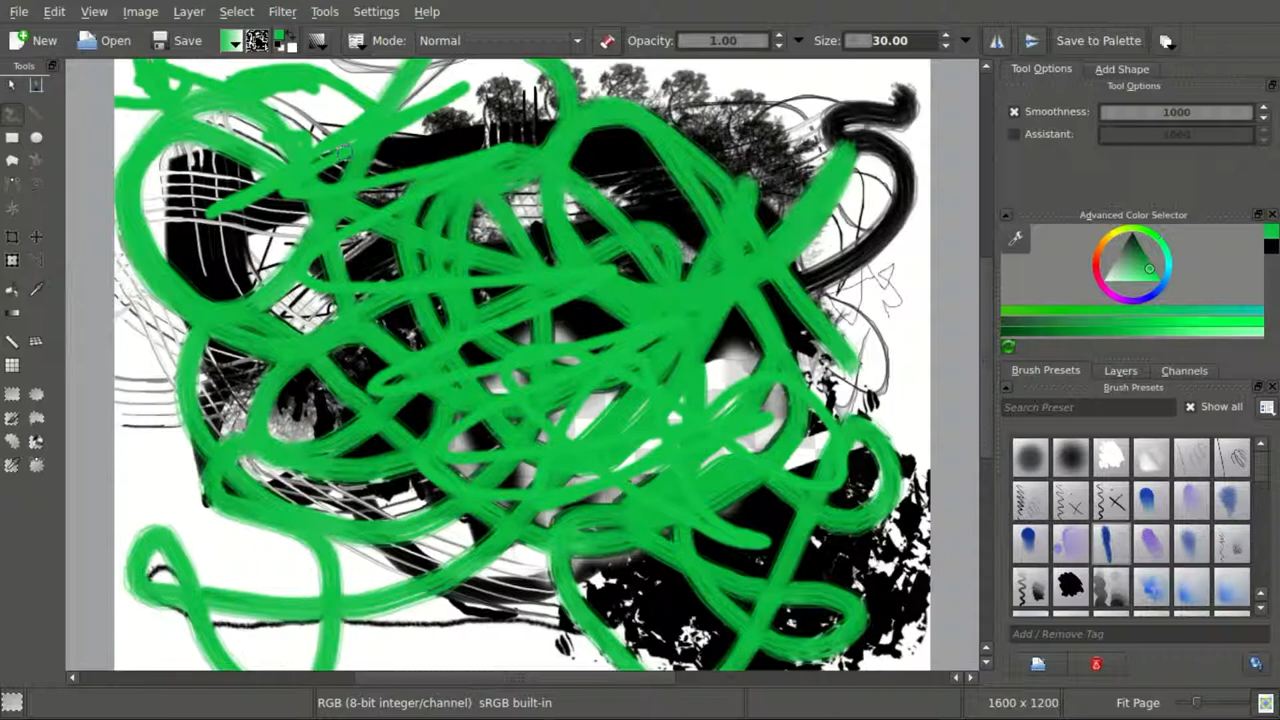 File Edit View Image Layer Select Filter Tools Settings Help
New Open Save Mode: Normal Opacity: 1.00 Size: 30.00 Save to Palette
Tools
Tool Options Add Shape
Tool Options
Smoothness: 1000
Assistant:
Advanced Color Selector
Brush Presets Layers Channels
Brush Presets
Search Preset Show all
Add / Remove Tag
RGB (8-bit integer/channel) sRGB built-in 1600 x 1200 Fit Page